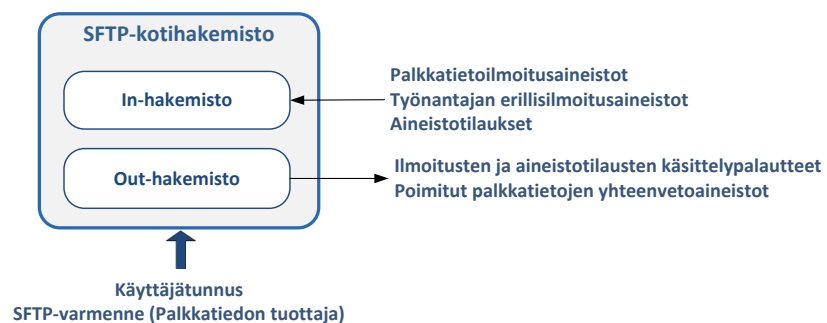 SFTP-kotihakemisto
In-hakemisto
Palkkatietoilmoitusaineistot
Työnantajan erillisilmoitusaineistot
Aineistotilaukset
Out-hakemisto
Ilmoitusten ja aineistotilausten käsittelypalautteet
Poimitut palkkatietojen yhteenvetoaineistot
Käyttäjätunnus
SFTP-varmenne (Palkkatiedon tuottaja)